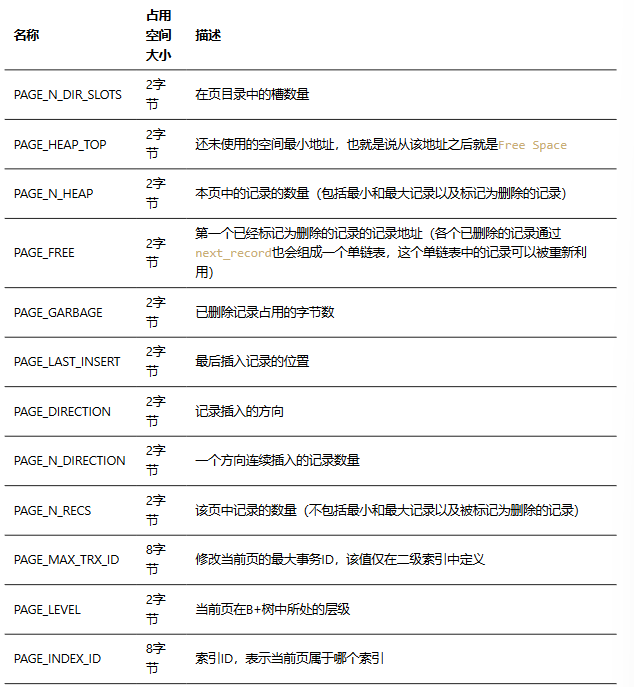 名称 占用空间大小 描述
PAGE_N_DIR_SLOTS 2字节 在页目录中的槽数量
PAGE_HEAP_TOP 2字节 还未使用的空间最小地址，也就是说从该地址之后就是Free Space
PAGE_N_HEAP 2字节 本页中的记录的数量（包括最小和最大记录以及标记为删除的记录）
PAGE_FREE 2字节 第一个已经标记为删除的记录的记录地址（各个已删除的记录通过
next_record也会组成一个单链表，这个单链表中的记录可以被重新利
用）
PAGE_GARBAGE 2字节 已删除记录占用的字节数
PAGE_LAST_INSERT 2字节 最后插入记录的位置
PAGE_DIRECTION 2字节 记录插入的方向
PAGE_N_DIRECTION 2字节 一个方向连续插入的记录数量
PAGE_N_RECS 2字节 该页中记录的数量（不包括最小和最大记录以及被标记为删除的记录）
PAGE_MAX_TRX_ID 8字节 修改当前页的最大事务ID，该值仅在二级索引中定义
PAGE_LEVEL 2字节 当前页在B+树中所处的层级
PAGE_INDEX_ID 8字节 索引ID，表示当前页属于哪个索引